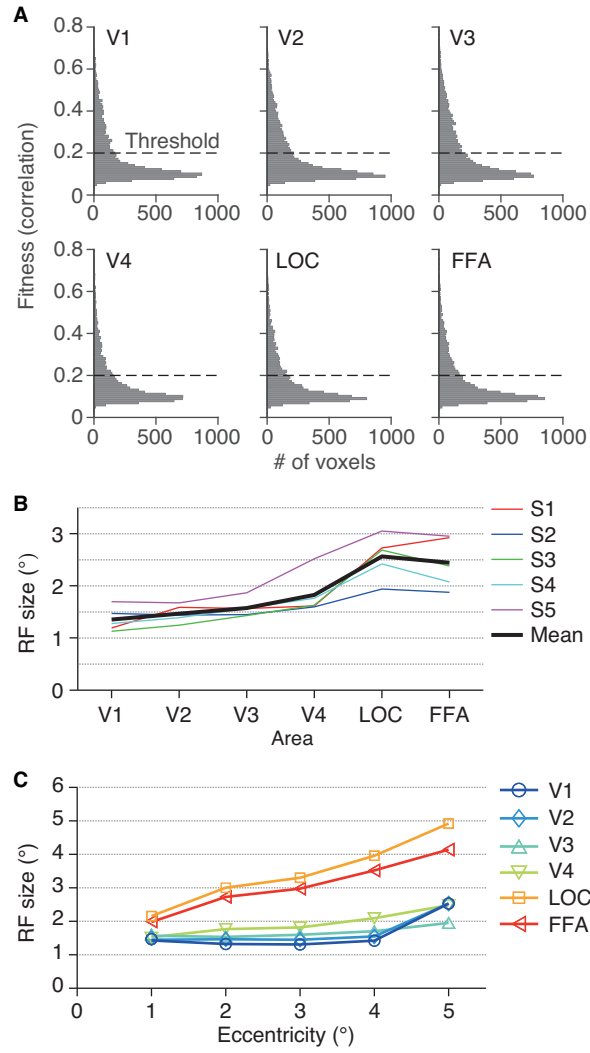 A
V1
V2
V3
0.8
0.6
0.4
0.2
0
Threshold
0 500 1000
0 500 1000
0 500 1000
Fitness (correlation)
V4
LOC
FFA
0.8
0.6
0.4
0.2
0
0 500 1000
0 500 1000
0 500 1000
# of voxels
B
3
2
1
0
RF size (°)
V1 V2 V3 V4 LOC FFA
Area
S1
S2
S3
S4
S5
Mean
C
6
5
4
3
2
1
0
RF size (°)
0 1 2 3 4 5
Eccentricity (°)
V1
V2
V3
V4
LOC
FFA